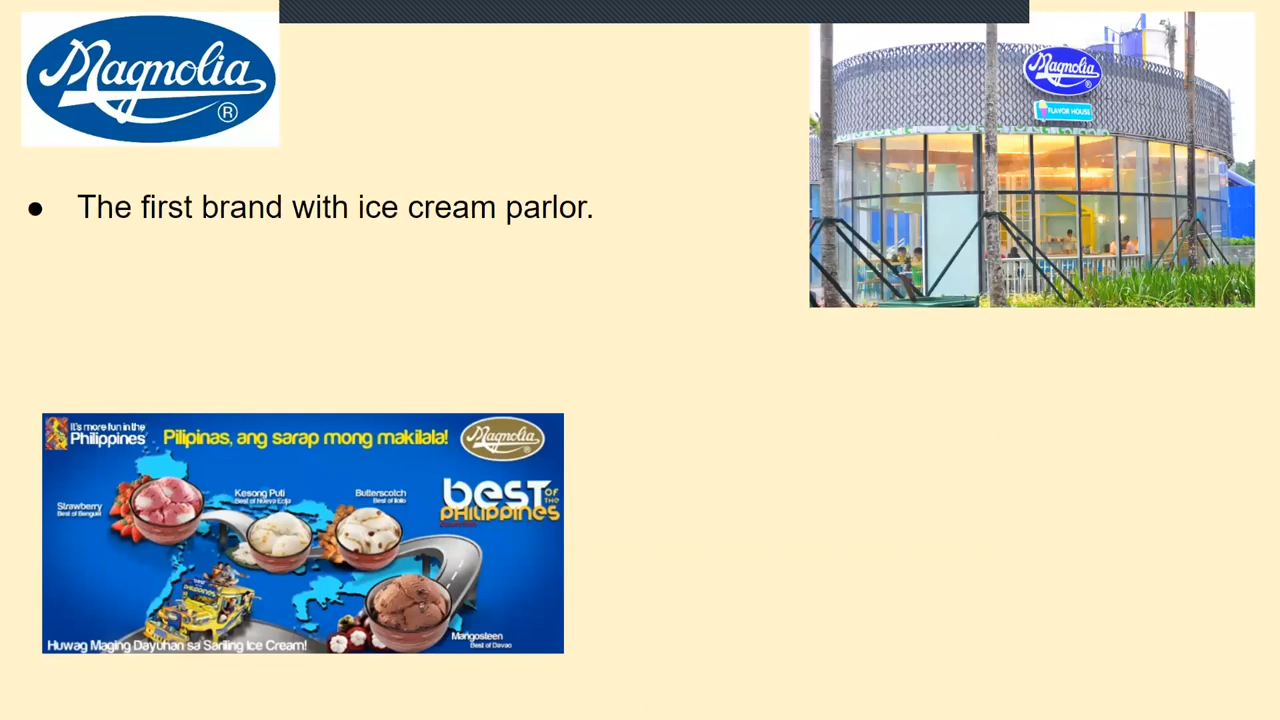 Magnolia
®
Magnolia
®
FLAVOR HOUSE
● The first brand with ice cream parlor.
It's more fun in the
Philippines
Pilipinas, ang sarap mong makilala!
Magnolia
®
best OF
THE
PHILIPPINES
Strawberry
Best of Benguet
Kesong Puti
Best of Nueva Ecija
Butterscotch
Best of Iloilo
PHILIPPINES
Mangosteen
Best of Davao
Huwag Maging Dayuhan sa Sariling Ice Cream!